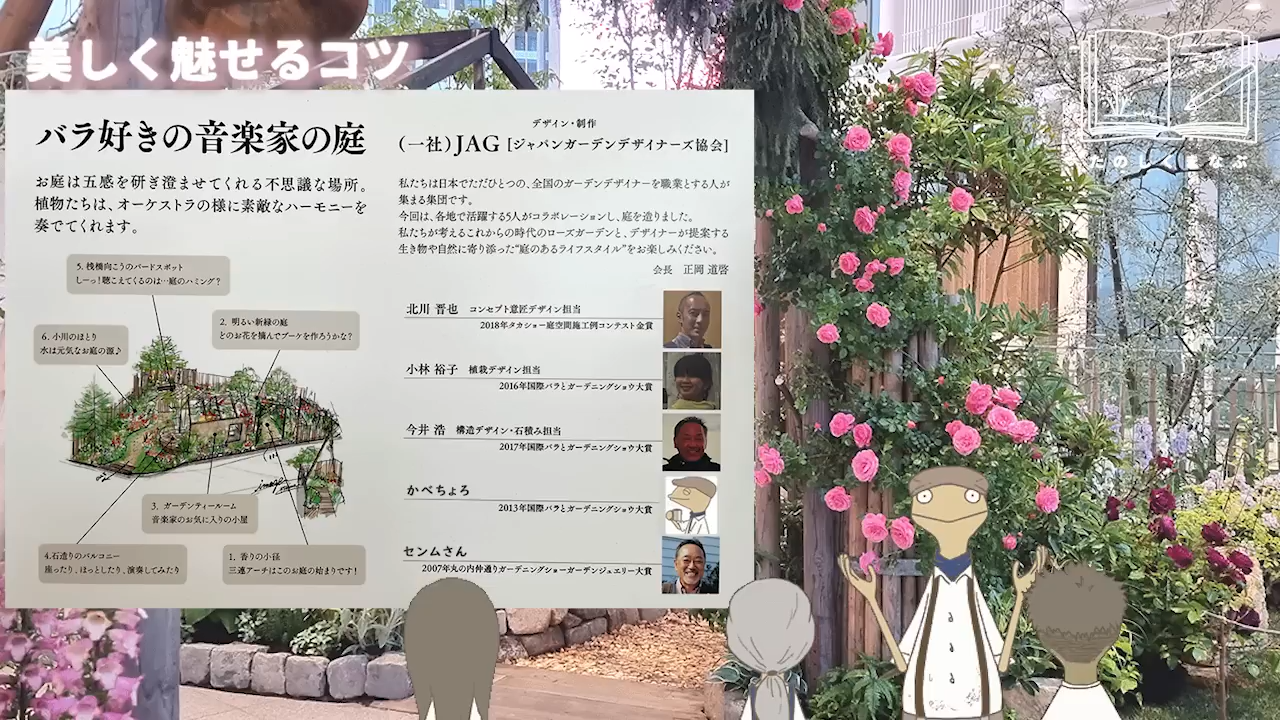 美しく魅せるコツ
たのしくまなぶ
バラ好きの音楽家の庭
お庭は五感を研ぎ澄ませてくれる不思議な場所。
植物たちは、オーケストラの様に素敵なハーモニーを
奏でてくれます。
5. 桟橋向こうのバードスポット
しーっ!聴こえてくるのは…庭のハミング?
6. 小川のほとり
水は元気なお庭の源♪
2. 明るい新緑の庭
どのお花を摘んでブーケを作ろうかな?
3. ガーデンティールーム
音楽家のお気に入りの小屋
4.石造りのバルコニー
座ったり、ほっとしたり、演奏してみたり
1. 香りの小径
三連アーチはこのお庭の始まりです!
デザイン・制作
(一社)JAG [ジャパンガーデンデザイナーズ協会]
私たちは日本でただひとつの、全国のガーデンデザイナーを職業とする人が
集まる集団です。
今回は、各地で活躍する5人がコラボレーションし、庭を造りました。
私たちが考えるこれからの時代のローズガーデンと、デザイナーが提案する
生き物や自然に寄り添った“庭のあるライフスタイル”をお楽しみください。
会長 正岡 道啓
北川 晋也 コンセプト意匠デザイン担当
2018年タカショー庭空間施工例コンテスト金賞
小林 裕子 植栽デザイン担当
2016年国際バラとガーデニングショウ大賞
今井 浩 構造デザイン・石積み担当
2017年国際バラとガーデニングショウ大賞
かべちょろ
2013年国際バラとガーデニングショウ大賞
センムさん
2007年丸の内仲通りガーデニングショーガーデンジュエリー大賞